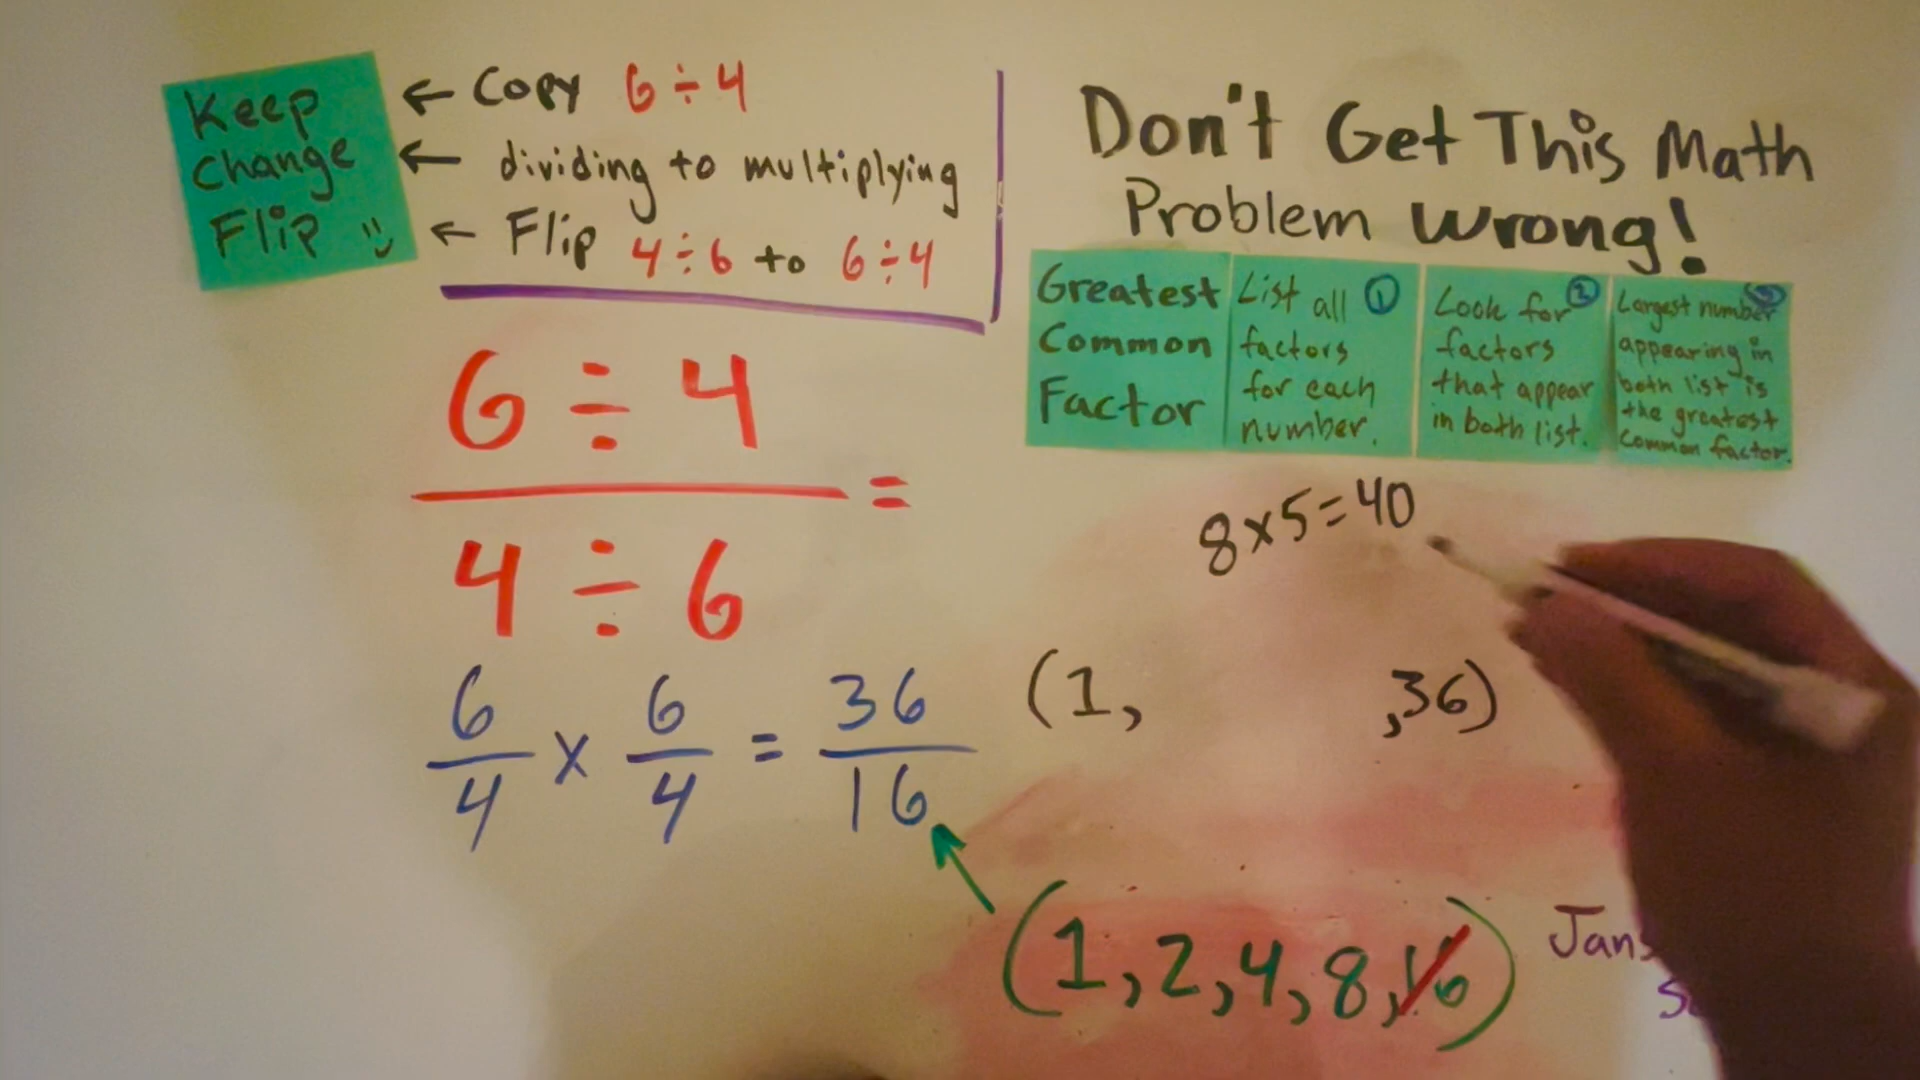 Keep
Change
Flip
← Copy 6 ÷ 4
← dividing to multiplying
← Flip 4 ÷ 6 to 6 ÷ 4
Don't Get This Math
Problem Wrong!
Greatest
Common
Factor
List all ①
factors
for each
number.
Look for ②
factors
that appear
in both list.
Largest number
appearing in
both list is
the greatest
common factor.
6 ÷ 4
=
4 ÷ 6
8x5=40
6/4 x 6/4 = 36/16
(1, ,36)
(1,2,4,8,16)